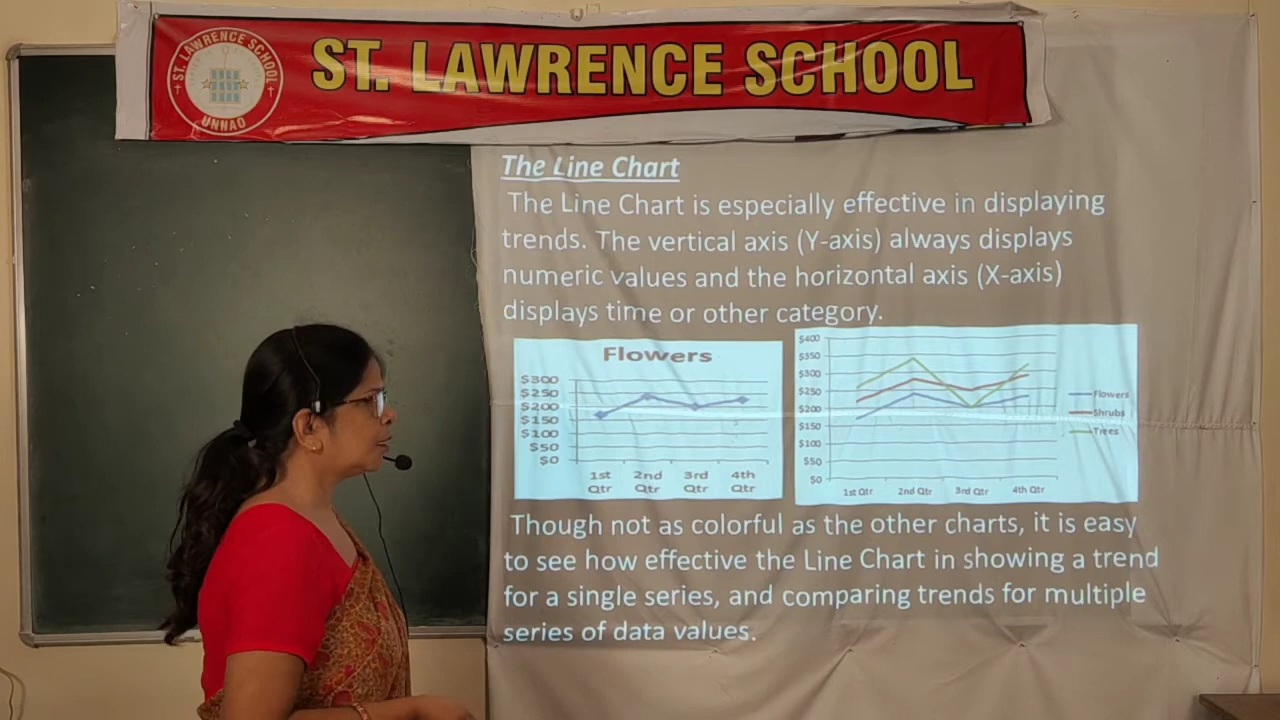 ST. LAWRENCE SCHOOL
ST. LAWRENCE SCHOOL
UNNAO
The Line Chart
The Line Chart is especially effective in displaying
trends. The vertical axis (Y-axis) always displays
numeric values and the horizontal axis (X-axis)
displays time or other category.
Flowers
$300
$250
$200
$150
$100
$50
$0
1st Qtr
2nd Qtr
3rd Qtr
4th Qtr
$400
$350
$300
$250
$200
$150
$100
$50
$0
1st Qtr
2nd Qtr
3rd Qtr
4th Qtr
Flowers
Shrubs
Trees
Though not as colorful as the other charts, it is easy
to see how effective the Line Chart in showing a trend
for a single series, and comparing trends for multiple
series of data values.